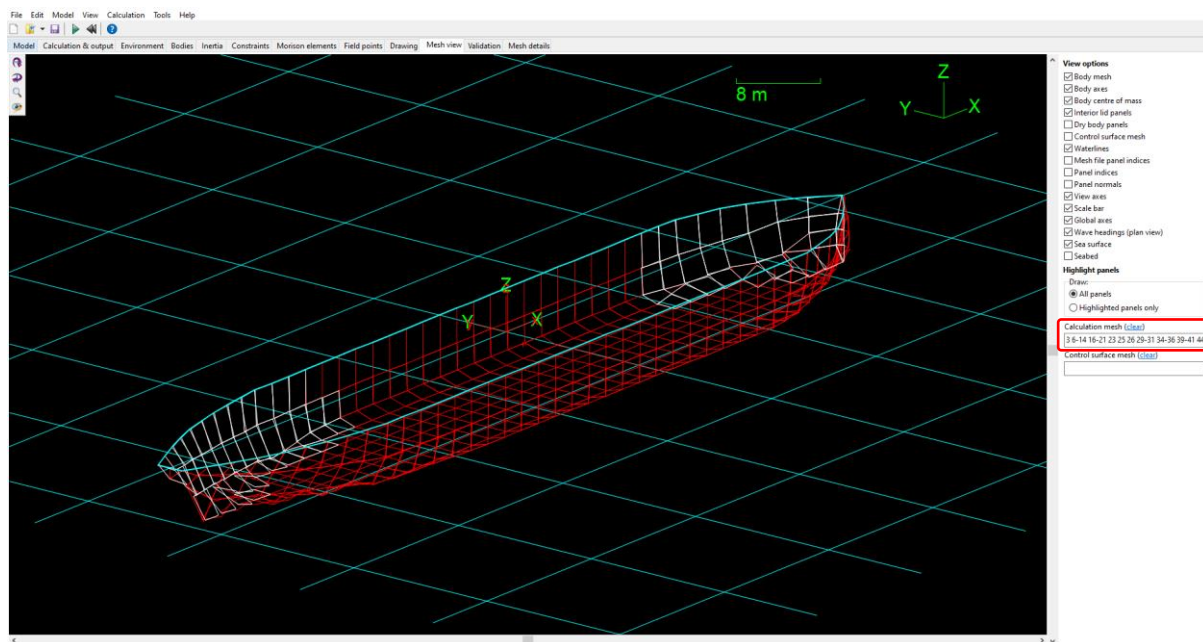 File Edit Model View Calculation Tools Help
Model Calculation & output Environment Bodies Inertia Constraints Morison elements Field points Drawing Mesh view Validation Mesh details
8 m
Z
Y X
Z
Y X
View options
Body mesh
Body axes
Body centre of mass
Interior lid panels
Dry body panels
Control surface mesh
Waterlines
Mesh file panel indices
Panel indices
Panel normals
View axes
Scale bar
Global axes
Wave headings (plan view)
Sea surface
Seabed
Highlight panels
Draw:
All panels
Highlighted panels only
Calculation mesh (clear)
3 6-14 16-21 23 25 26 29-31 34-36 39-41 44
Control surface mesh (clear)